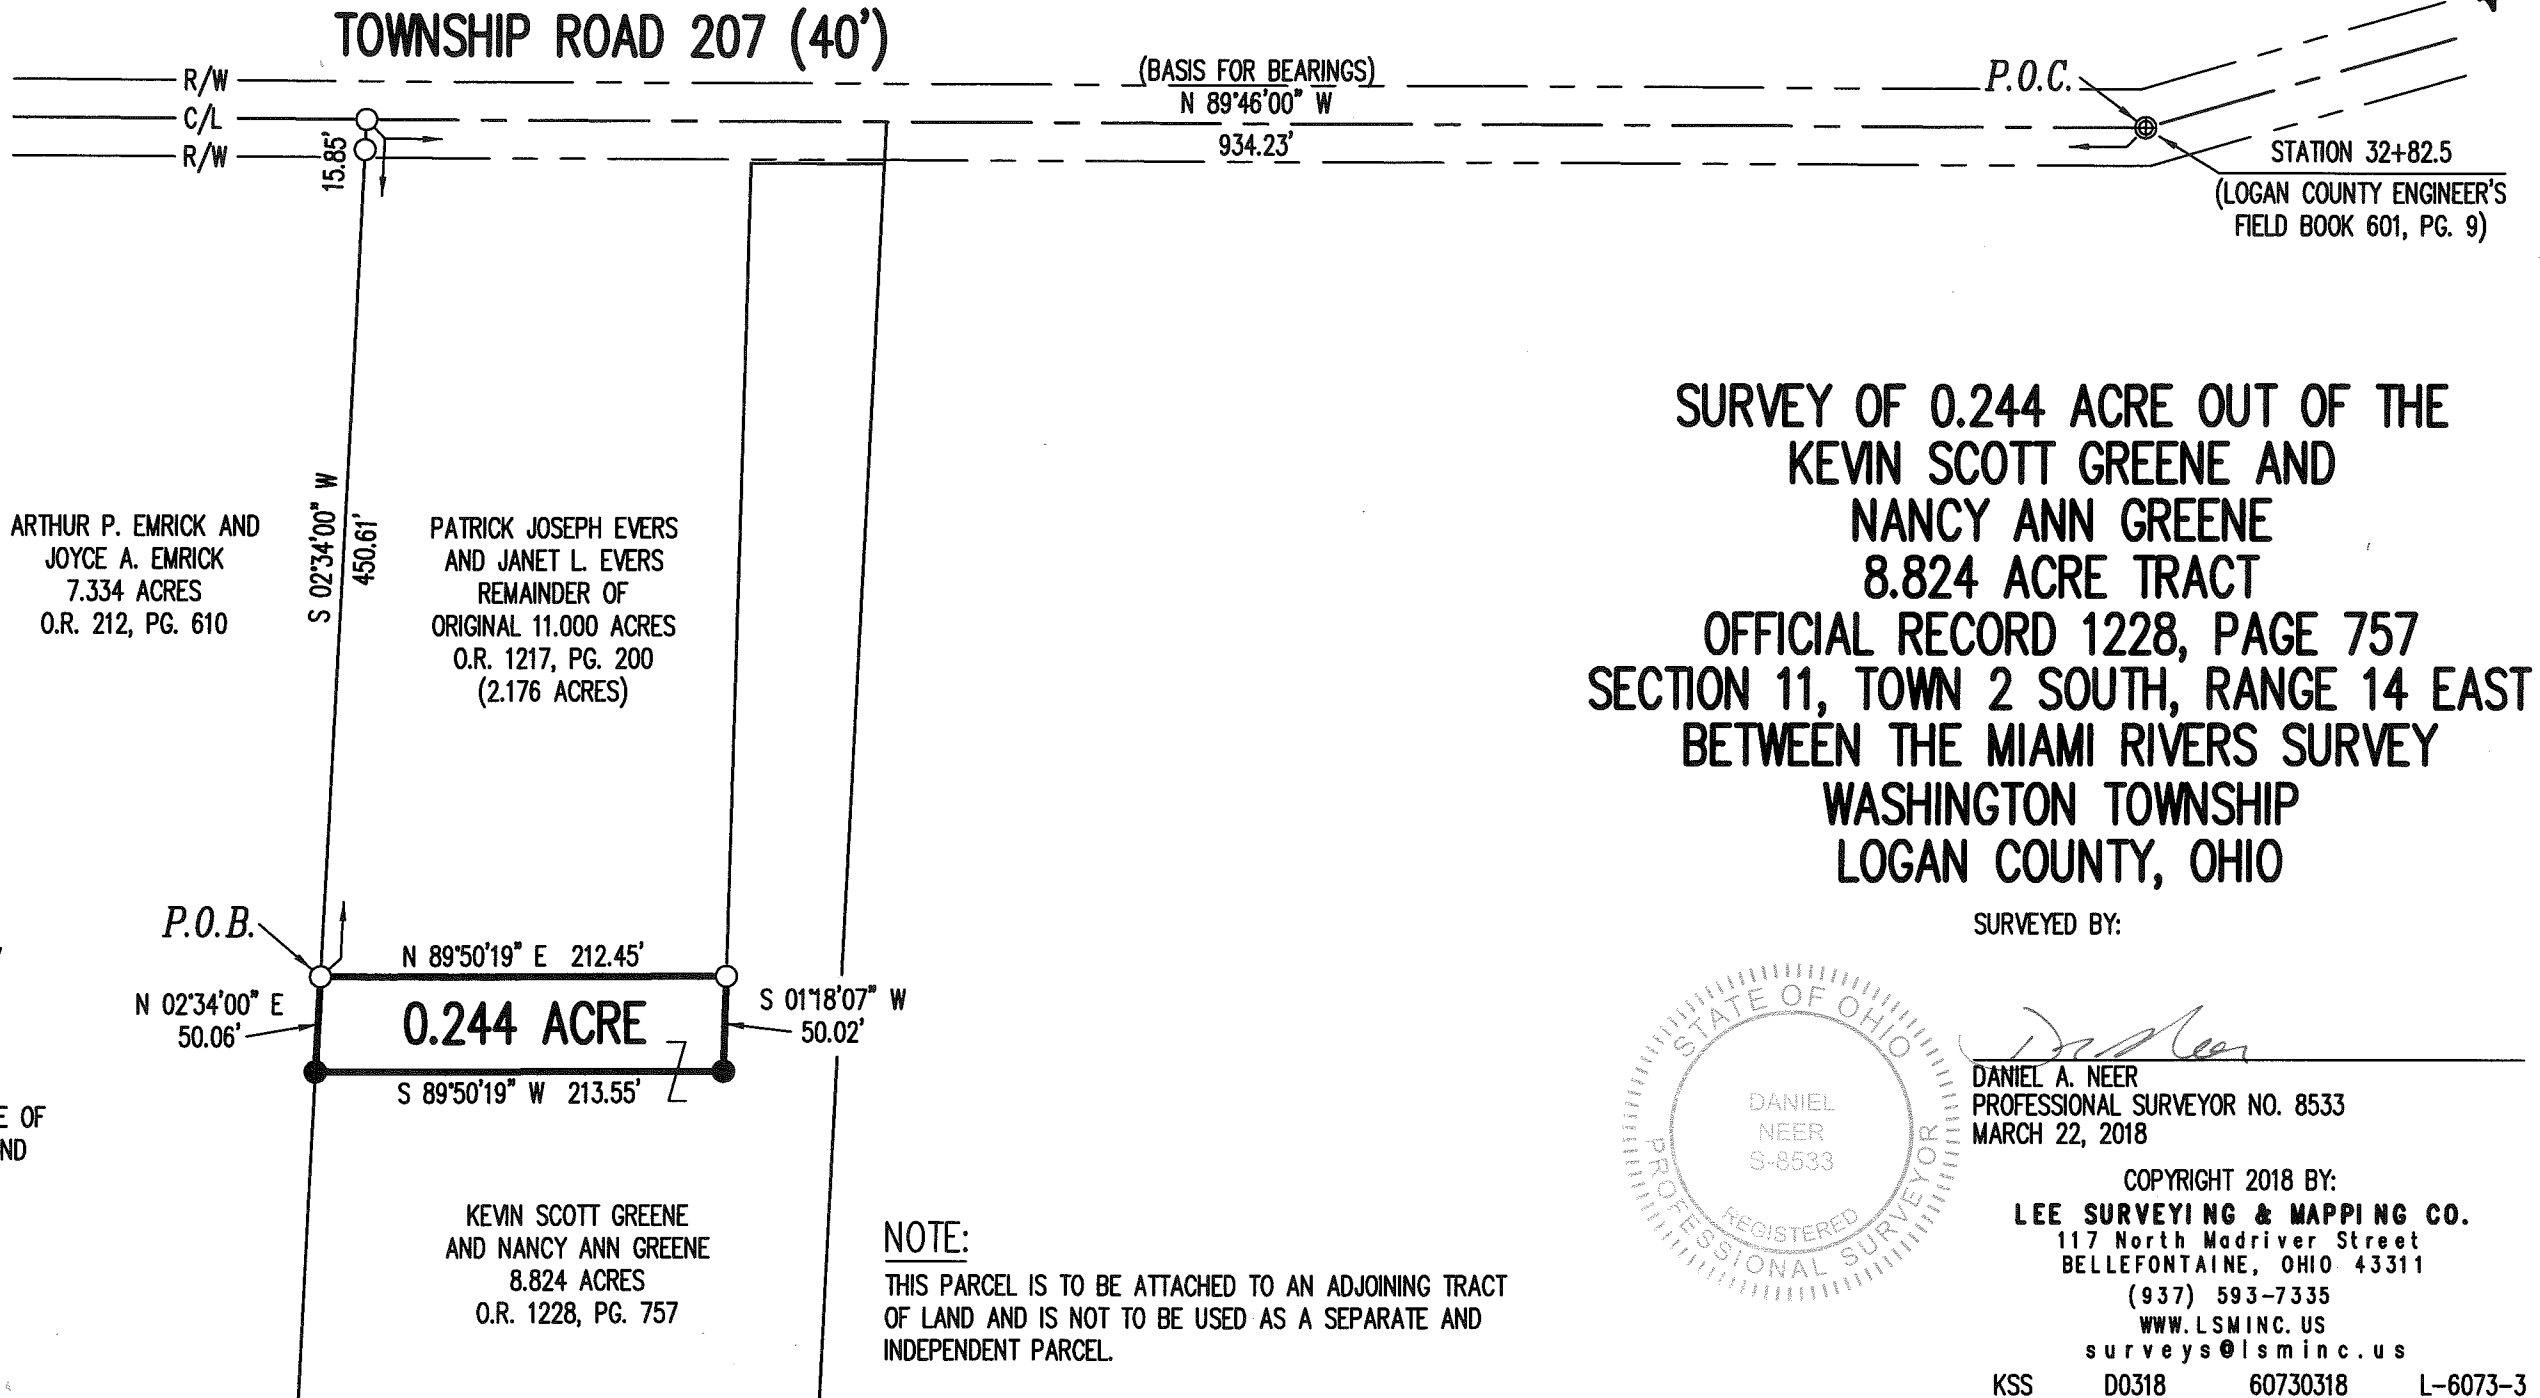 TOWNSHIP ROAD 207 (40')
R/W
(BASIS FOR BEARINGS)
P.O.C.
C/L
N 89°46'00" W
934.23'
R/W
15.85'
STATION 32+82.5
(LOGAN COUNTY ENGINEER'S
FIELD BOOK 601, PG. 9)
S 02°34'00" W
450.61'
ARTHUR P. EMRICK AND
JOYCE A. EMRICK
7.334 ACRES
O.R. 212, PG. 610
PATRICK JOSEPH EVERS
AND JANET L. EVERS
REMAINDER OF
ORIGINAL 11.000 ACRES
O.R. 1217, PG. 200
(2.176 ACRES)
SURVEY OF 0.244 ACRE OUT OF THE
KEVIN SCOTT GREENE AND
NANCY ANN GREENE
8.824 ACRE TRACT
OFFICIAL RECORD 1228, PAGE 757
SECTION 11, TOWN 2 SOUTH, RANGE 14 EAST
BETWEEN THE MIAMI RIVERS SURVEY
WASHINGTON TOWNSHIP
LOGAN COUNTY, OHIO
P.O.B.
N 89°50'19" E 212.45'
N 02°34'00" E
50.06'
0.244 ACRE
S 01°18'07" W
50.02'
S 89°50'19" W 213.55'
E OF
ND
KEVIN SCOTT GREENE
AND NANCY ANN GREENE
8.824 ACRES
O.R. 1228, PG. 757
NOTE:
THIS PARCEL IS TO BE ATTACHED TO AN ADJOINING TRACT
OF LAND AND IS NOT TO BE USED AS A SEPARATE AND
INDEPENDENT PARCEL.
SURVEYED BY:
STATE OF OHIO
DANIEL
NEER
S-8533
REGISTERED
PROFESSIONAL SURVEYOR
DANIEL A. NEER
PROFESSIONAL SURVEYOR NO. 8533
MARCH 22, 2018
COPYRIGHT 2018 BY:
LEE SURVEYING & MAPPING CO.
117 North Madriver Street
BELLEFONTAINE, OHIO 43311
(937) 593-7335
WWW.LSMINC.US
surveys@lsminc.us
KSS D0318 60730318 L-6073-3